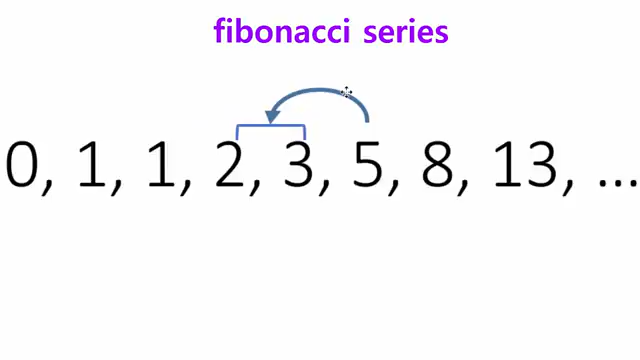 fibonacci series
0, 1, 1, 2, 3, 5, 8, 13, ...